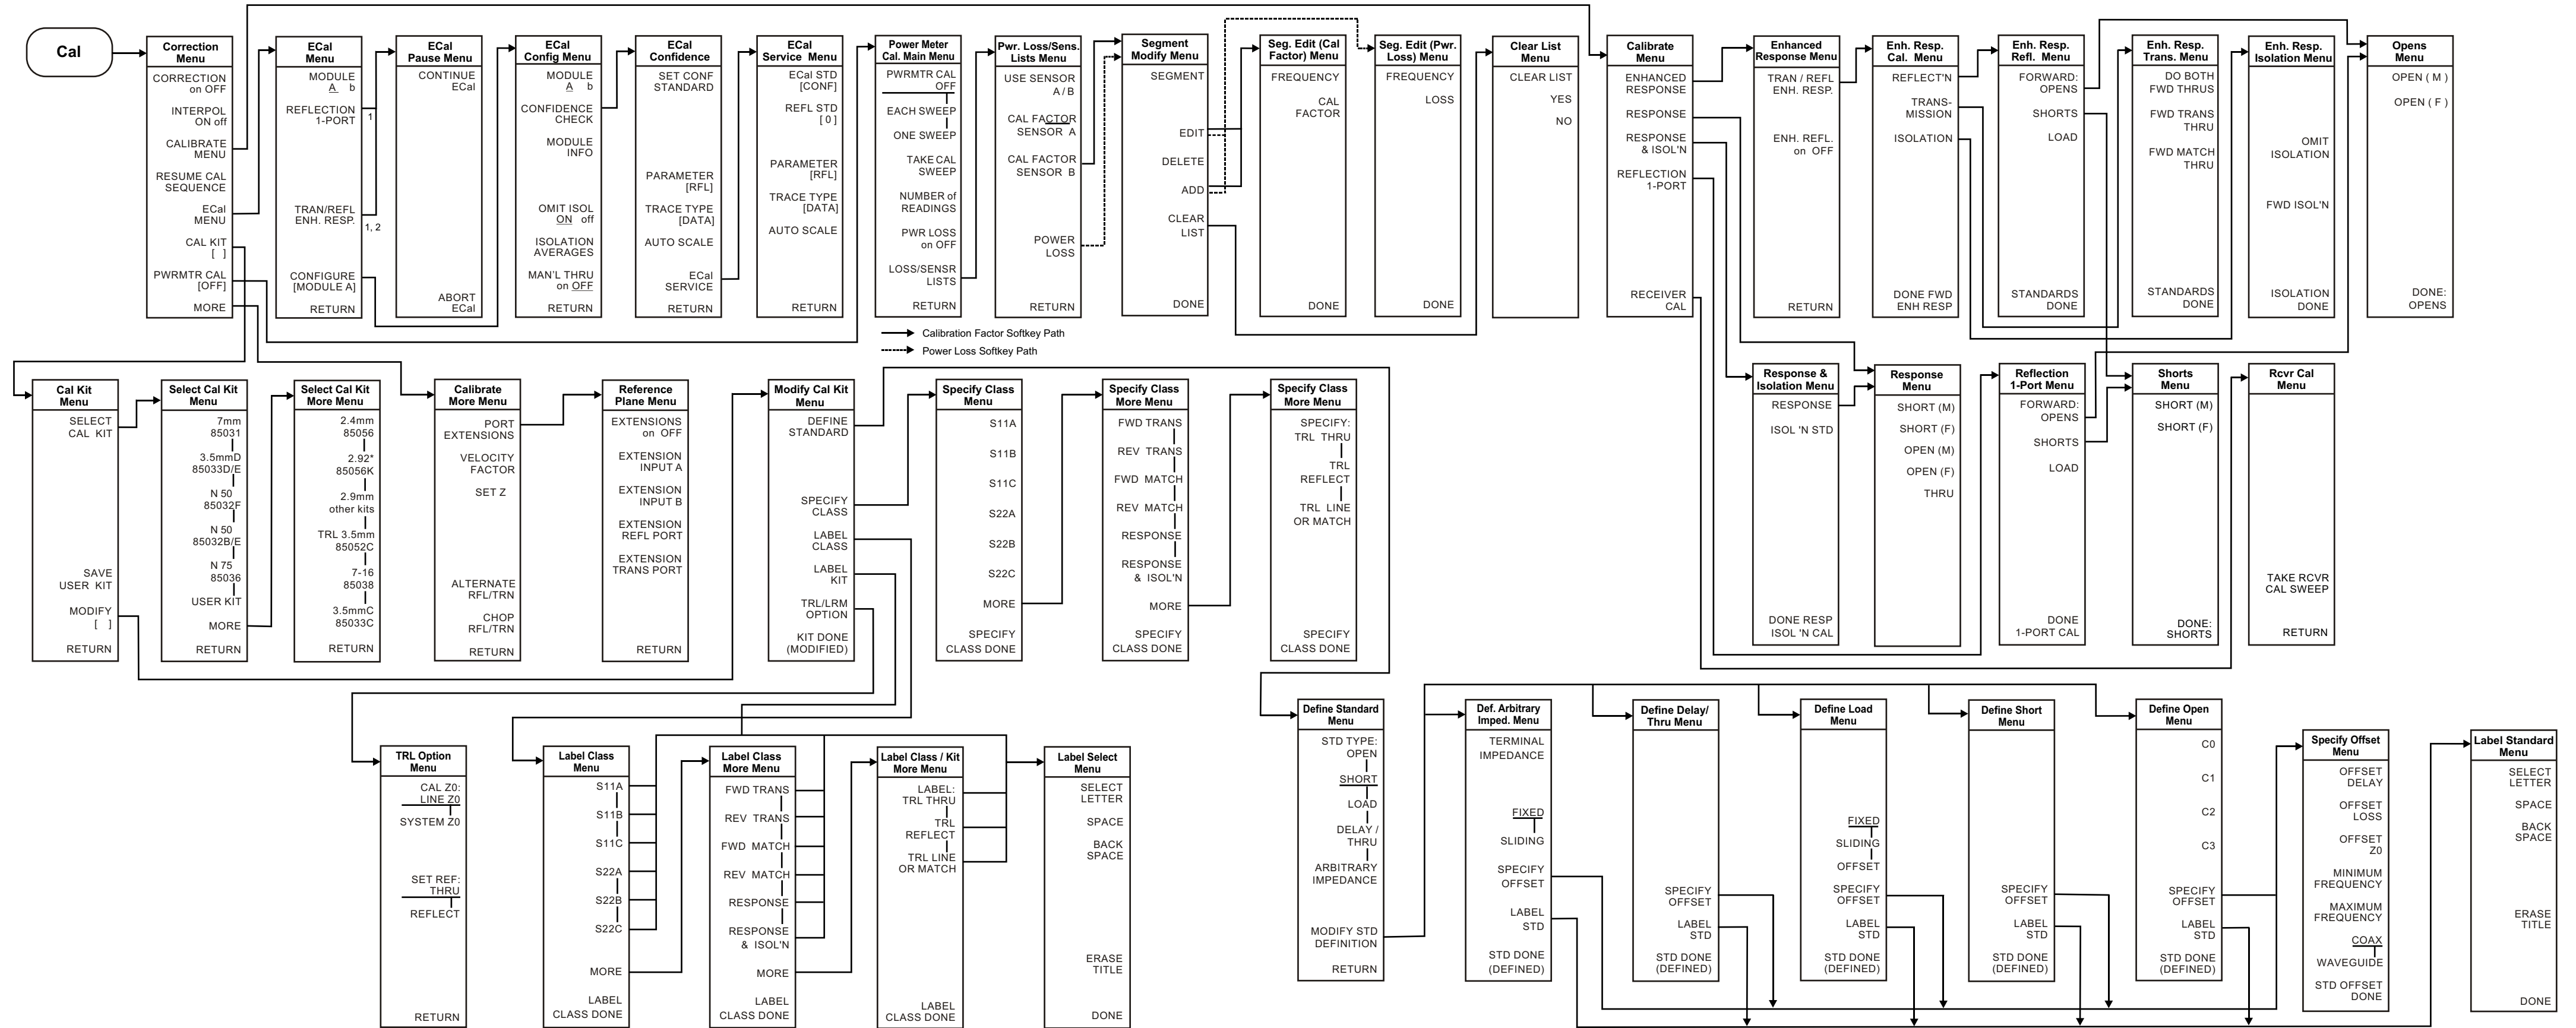 Cal
Correction
Menu
CORRECTION
on OFF
INTERPOL
ON off
CALIBRATE
MENU
RESUME CAL
SEQUENCE
ECal
MENU
CAL KIT
[ ]
PWRMTR CAL
[OFF]
MORE
ECal
Menu
MODULE
A b
REFLECTION
1-PORT
1
TRAN/REFL
ENH. RESP.
1, 2
CONFIGURE
[MODULE A]
RETURN
ECal
Pause Menu
CONTINUE
ECal
ABORT
ECal
ECal
Config Menu
MODULE
A b
CONFIDENCE
CHECK
MODULE
INFO
OMIT ISOL
ON off
ISOLATION
AVERAGES
MAN'L THRU
on OFF
RETURN
ECal
Confidence
SET CONF
STANDARD
PARAMETER
[RFL]
TRACE TYPE
[DATA]
AUTO SCALE
ECal
SERVICE
RETURN
ECal
Service Menu
ECal STD
[CONF]
REFL STD
[ 0 ]
PARAMETER
[RFL]
TRACE TYPE
[DATA]
AUTO SCALE
RETURN
Power Meter
Cal. Main Menu
PWRMTR CAL
OFF
EACH SWEEP
ONE SWEEP
TAKE CAL
SWEEP
NUMBER of
READINGS
PWR LOSS
on OFF
LOSS/SENSR
LISTS
RETURN
Pwr. Loss/Sens.
Lists Menu
USE SENSOR
A / B
CAL FACTOR
SENSOR A
CAL FACTOR
SENSOR B
POWER
LOSS
RETURN
Segment
Modify Menu
SEGMENT
EDIT
DELETE
ADD
CLEAR
LIST
DONE
Seg. Edit (Cal
Factor) Menu
FREQUENCY
CAL
FACTOR
DONE
Seg. Edit (Pwr.
Loss) Menu
FREQUENCY
LOSS
DONE
Clear List
Menu
CLEAR LIST
YES
NO
Calibrate
Menu
ENHANCED
RESPONSE
RESPONSE
RESPONSE
& ISOL'N
REFLECTION
1-PORT
RECEIVER
CAL
Enhanced
Response Menu
TRAN / REFL
ENH. RESP.
ENH. REFL.
on OFF
RETURN
Enh. Resp.
Cal. Menu
REFLECT'N
TRANS-
MISSION
ISOLATION
DONE FWD
ENH RESP
Enh. Resp.
Refl. Menu
FORWARD:
OPENS
SHORTS
LOAD
STANDARDS
DONE
Enh. Resp.
Trans. Menu
DO BOTH
FWD THRUS
FWD TRANS
THRU
FWD MATCH
THRU
STANDARDS
DONE
Enh. Resp.
Isolation Menu
OMIT
ISOLATION
FWD ISOL'N
ISOLATION
DONE
Opens
Menu
OPEN ( M )
OPEN ( F )
DONE:
OPENS
Calibration Factor Softkey Path
Power Loss Softkey Path
Cal Kit
Menu
SELECT
CAL KIT
SAVE
USER KIT
MODIFY
[ ]
RETURN
Select Cal Kit
Menu
7mm
85031
3.5mmD
85033D/E
N 50
85032F
N 50
85032B/E
N 75
85036
USER KIT
MORE
RETURN
Select Cal Kit
More Menu
2.4mm
85056
2.92*
85056K
2.9mm
other kits
TRL 3.5mm
85052C
7-16
85038
3.5mmC
85033C
RETURN
Calibrate
More Menu
PORT
EXTENSIONS
VELOCITY
FACTOR
SET Z
ALTERNATE
RFL/TRN
CHOP
RFL/TRN
RETURN
Reference
Plane Menu
EXTENSIONS
on OFF
EXTENSION
INPUT A
EXTENSION
INPUT B
EXTENSION
REFL PORT
EXTENSION
TRANS PORT
RETURN
Modify Cal Kit
Menu
DEFINE
STANDARD
SPECIFY
CLASS
LABEL
CLASS
LABEL
KIT
TRL/LRM
OPTION
KIT DONE
(MODIFIED)
Specify Class
Menu
S11A
S11B
S11C
S22A
S22B
S22C
MORE
SPECIFY
CLASS DONE
Specify Class
More Menu
FWD TRANS
REV TRANS
FWD MATCH
REV MATCH
RESPONSE
RESPONSE
& ISOL'N
MORE
SPECIFY
CLASS DONE
Specify Class
More Menu
SPECIFY:
TRL THRU
TRL
REFLECT
TRL LINE
OR MATCH
SPECIFY
CLASS DONE
Response &
Isolation Menu
RESPONSE
ISOL 'N STD
DONE RESP
ISOL 'N CAL
Response
Menu
SHORT (M)
SHORT (F)
OPEN (M)
OPEN (F)
THRU
Reflection
1-Port Menu
FORWARD:
OPENS
SHORTS
LOAD
DONE
1-PORT CAL
Shorts
Menu
SHORT (M)
SHORT (F)
DONE:
SHORTS
Rcvr Cal
Menu
TAKE RCVR
CAL SWEEP
RETURN
TRL Option
Menu
CAL Z0:
LINE Z0
SYSTEM Z0
SET REF:
THRU
REFLECT
RETURN
Label Class
Menu
S11A
S11B
S11C
S22A
S22B
S22C
MORE
LABEL
CLASS DONE
Label Class
More Menu
FWD TRANS
REV TRANS
FWD MATCH
REV MATCH
RESPONSE
RESPONSE
& ISOL'N
MORE
LABEL
CLASS DONE
Label Class / Kit
More Menu
LABEL:
TRL THRU
TRL
REFLECT
TRL LINE
OR MATCH
LABEL
CLASS DONE
Label Select
Menu
SELECT
LETTER
SPACE
BACK
SPACE
ERASE
TITLE
DONE
Define Standard
Menu
STD TYPE:
OPEN
SHORT
LOAD
DELAY /
THRU
ARBITRARY
IMPEDANCE
MODIFY STD
DEFINITION
RETURN
Def. Arbitrary
Imped. Menu
TERMINAL
IMPEDANCE
FIXED
SLIDING
SPECIFY
OFFSET
LABEL
STD
STD DONE
(DEFINED)
Define Delay/
Thru Menu
SPECIFY
OFFSET
LABEL
STD
STD DONE
(DEFINED)
Define Load
Menu
FIXED
SLIDING
OFFSET
SPECIFY
OFFSET
LABEL
STD
STD DONE
(DEFINED)
Define Short
Menu
SPECIFY
OFFSET
LABEL
STD
STD DONE
(DEFINED)
Define Open
Menu
C0
C1
C2
C3
SPECIFY
OFFSET
LABEL
STD
STD DONE
(DEFINED)
Specify Offset
Menu
OFFSET
DELAY
OFFSET
LOSS
OFFSET
Z0
MINIMUM
FREQUENCY
MAXIMUM
FREQUENCY
COAX
WAVEGUIDE
STD OFFSET
DONE
Label Standard
Menu
SELECT
LETTER
SPACE
BACK
SPACE
ERASE
TITLE
DONE